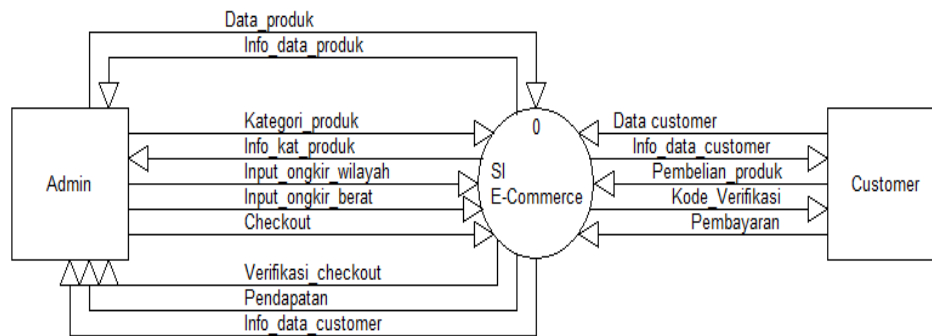 Data_produk
Info_data_produk
Kategori_produk
Info_kat_produk
Input_ongkir_wilayah
Input_ongkir_berat
Checkout
Admin
0
SI
E-Commerce
Data customer
Info_data_customer
Pembelian_produk
Kode_Verifikasi
Pembayaran
Customer
Verifikasi_checkout
Pendapatan
Info_data_customer